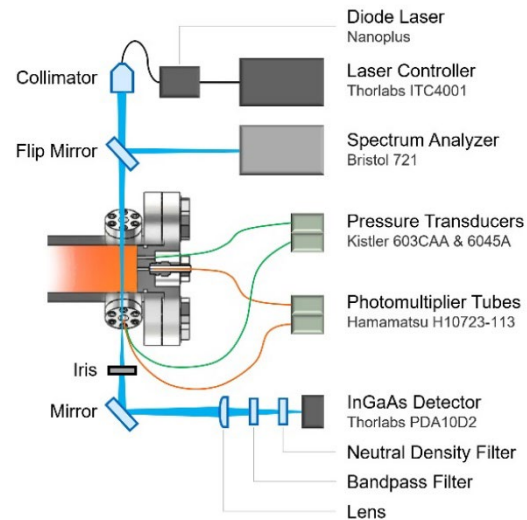 Diode Laser
Nanoplus
Collimator
Laser Controller
Thorlabs ITC4001
Flip Mirror
Spectrum Analyzer
Bristol 721
Pressure Transducers
Kistler 603CAA & 6045A
Photomultiplier Tubes
Hamamatsu H10723-113
Iris
Mirror
InGaAs Detector
Thorlabs PDA10D2
Neutral Density Filter
Bandpass Filter
Lens